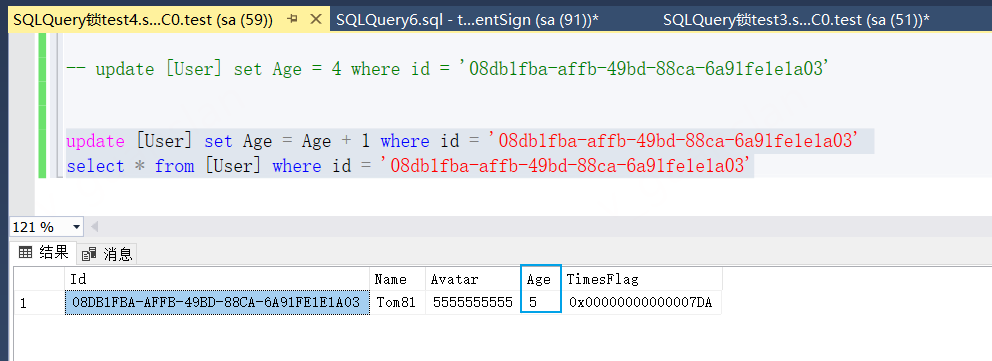 SQLQuery锁test4.s...C0.test (sa (59)) SQLQuery6.sql - t...entSign (sa (91))* SQLQuery锁test3.s...C0.test (sa (51))*
-- update [User] set Age = 4 where id = '08db1fba-affb-49bd-88ca-6a91fe1e1a03'
update [User] set Age = Age + 1 where id = '08db1fba-affb-49bd-88ca-6a91fe1e1a03'
select * from [User] where id = '08db1fba-affb-49bd-88ca-6a91fe1e1a03'
121 %
结果 消息
Id Name Avatar Age TimesFlag
1 08DB1FBA-AFFB-49BD-88CA-6A91FE1E1A03 Tom81 5555555555 5 0x00000000000007DA